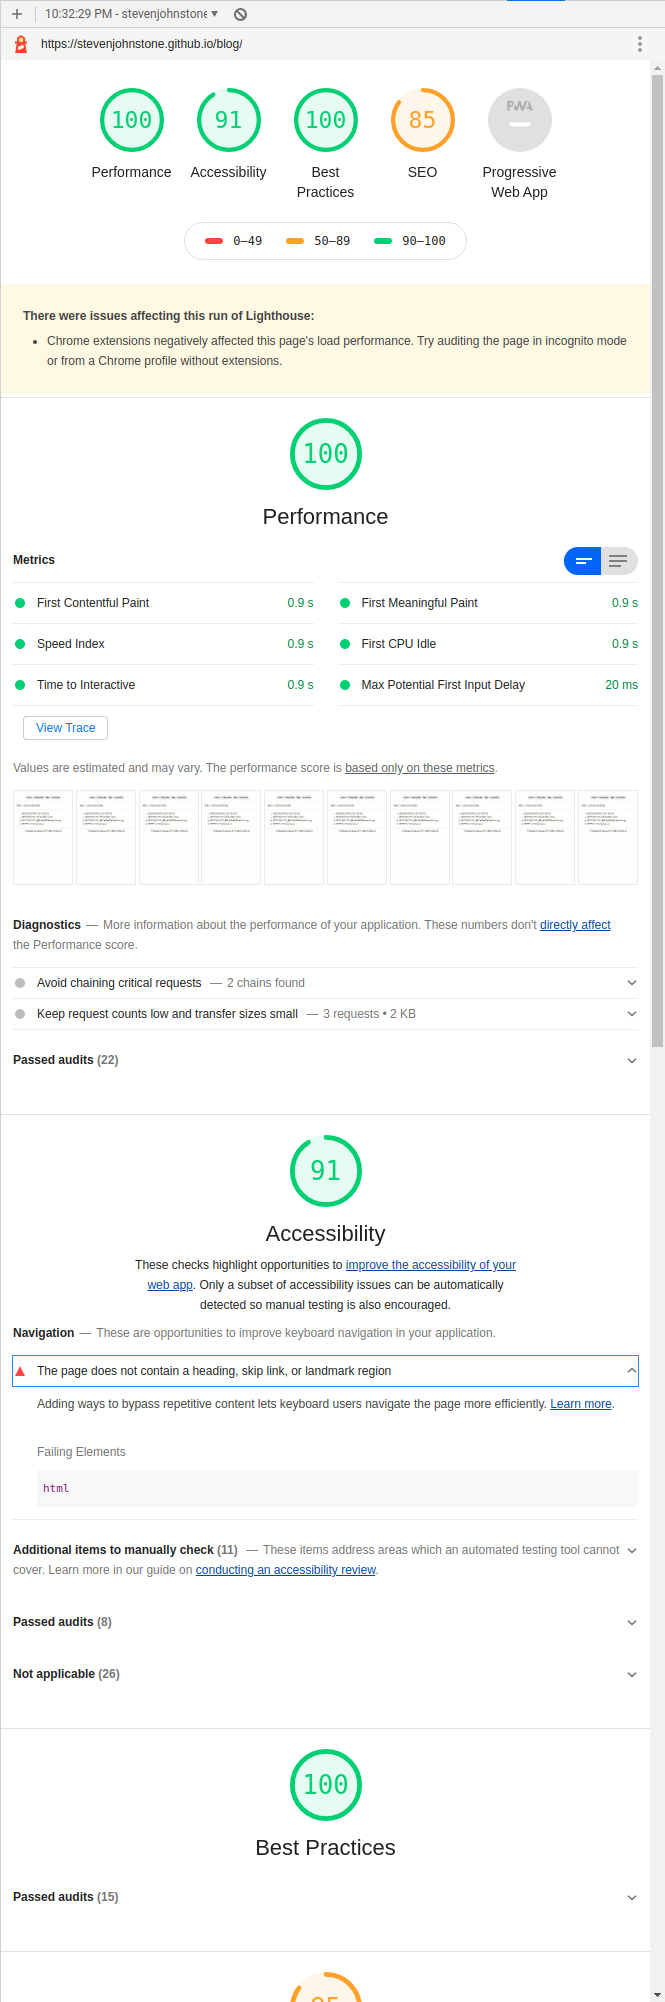 10:32:29 PM - stevenjohnstone
https://stevenjohnstone.github.io/blog/
100
91
100
85
PWA
Performance
Accessibility
Best
Practices
SEO
Progressive
Web App
0–49
50–89
90–100
There were issues affecting this run of Lighthouse:
• Chrome extensions negatively affected this page's load performance. Try auditing the page in incognito mode
or from a Chrome profile without extensions.
100
Performance
Metrics
First Contentful Paint 0.9 s
First Meaningful Paint 0.9 s
Speed Index 0.9 s
First CPU Idle 0.9 s
Time to Interactive 0.9 s
Max Potential First Input Delay 20 ms
View Trace
Values are estimated and may vary. The performance score is based only on these metrics.
Diagnostics — More information about the performance of your application. These numbers don't directly affect
the Performance score.
Avoid chaining critical requests — 2 chains found
Keep request counts low and transfer sizes small — 3 requests • 2 KB
Passed audits (22)
91
Accessibility
These checks highlight opportunities to improve the accessibility of your
web app. Only a subset of accessibility issues can be automatically
detected so manual testing is also encouraged.
Navigation — These are opportunities to improve keyboard navigation in your application.
The page does not contain a heading, skip link, or landmark region
Adding ways to bypass repetitive content lets keyboard users navigate the page more efficiently. Learn more.
Failing Elements
html
Additional items to manually check (11) — These items address areas which an automated testing tool cannot
cover. Learn more in our guide on conducting an accessibility review.
Passed audits (8)
Not applicable (26)
100
Best Practices
Passed audits (15)
85